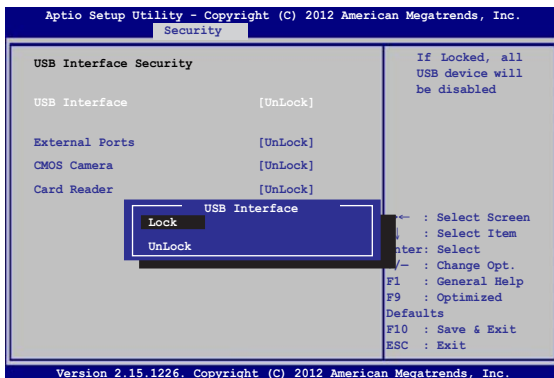 Aptio Setup Utility - Copyright (C) 2012 American Megatrends, Inc.
Security
USB Interface Security
USB Interface [UnLock]
External Ports [UnLock]
CMOS Camera [UnLock]
Card Reader [UnLock]
USB Interface
Lock
UnLock
If Locked, all
USB device will
be disabled
←  : Select Screen
↓  : Select Item
nter: Select
/—  : Change Opt.
F1  : General Help
F9  : Optimized
Defaults
F10  : Save & Exit
ESC  : Exit
Version 2.15.1226. Copyright (C) 2012 American Megatrends, Inc.